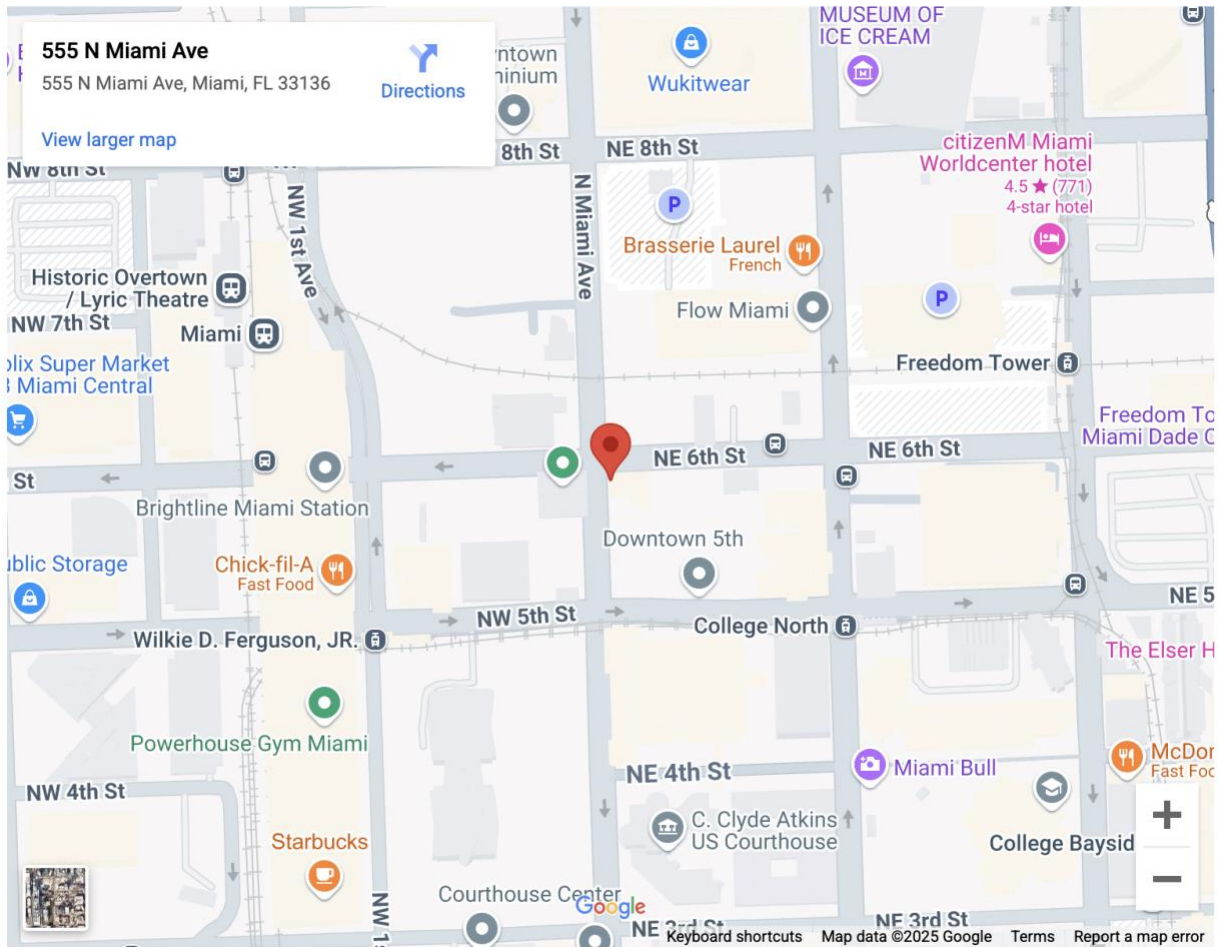 555 N Miami Ave
555 N Miami Ave, Miami, FL 33136
Directions
View larger map
MUSEUM OF
ICE CREAM
Wukitwear
8th St
NE 8th St
NW 8th St
citizenM Miami
Worldcenter hotel
4.5 ★ (771)
4-star hotel
NW 1st Ave
N Miami Ave
P
Brasserie Laurel
French
Historic Overtown
/ Lyric Theatre
P
Flow Miami
NW 7th St
Miami
Freedom Tower
Super Market
Miami Central
Freedom
Miami Dade
NE 6th St
NE 6th St
St
Brightline Miami Station
Downtown 5th
Storage
Chick-fil-A
Fast Food
NE 5
NW 5th St
College North
Wilkie D. Ferguson, JR.
The Elser
Powerhouse Gym Miami
NE 4th St
Miami Bull
Fast
NW 4th St
C. Clyde Atkins
US Courthouse
College
Starbucks
Courthouse Center
Google
NE 3rd St
NE 3rd St
NW
Keyboard shortcuts Map data ©2025 Google Terms Report a map error